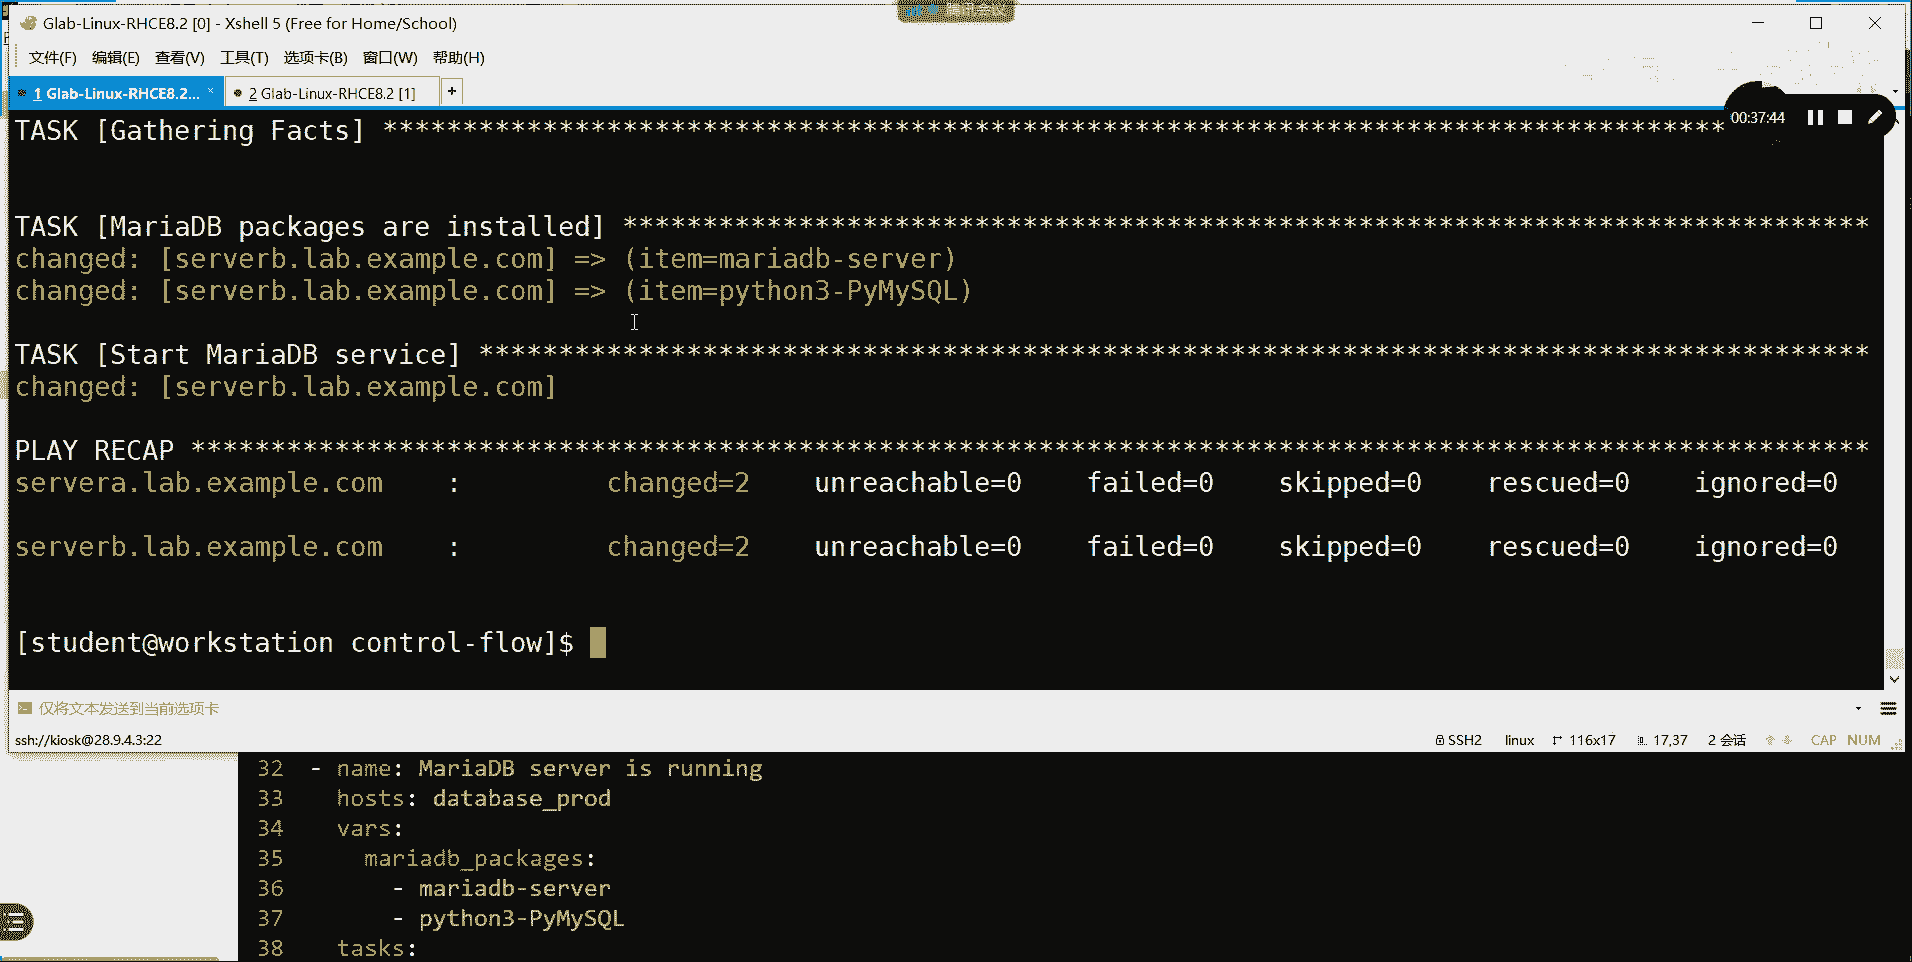 Glab-Linux-RHCE8.2 [0] - Xshell 5 (Free for Home/School)
文件(F) 编辑(E) 查看(V) 工具(T) 选项卡(B) 窗口(W) 帮助(H)
1 Glab-Linux-RHCE8.2... × 2 Glab-Linux-RHCE8.2 [1] +
00:37:44
TASK [Gathering Facts] ************************************************************************************
TASK [MariaDB packages are installed] ******************************************************************************
changed: [serverb.lab.example.com] => (item=mariadb-server)
changed: [serverb.lab.example.com] => (item=python3-PyMySQL)
TASK [Start MariaDB service] ***************************************************************************************
changed: [serverb.lab.example.com]
PLAY RECAP *********************************************************************************************************
servera.lab.example.com : changed=2 unreachable=0 failed=0 skipped=0 rescued=0 ignored=0
serverb.lab.example.com : changed=2 unreachable=0 failed=0 skipped=0 rescued=0 ignored=0
[student@workstation control-flow]$
仅将文本发送到当前选项卡
ssh://kiosk@28.9.4.3:22 SSH2 linux 116x17 17,37 2 会话 CAP NUM
32 - name: MariaDB server is running
33 hosts: database_prod
34 vars:
35 mariadb_packages:
36 - mariadb-server
37 - python3-PyMySQL
38 tasks: